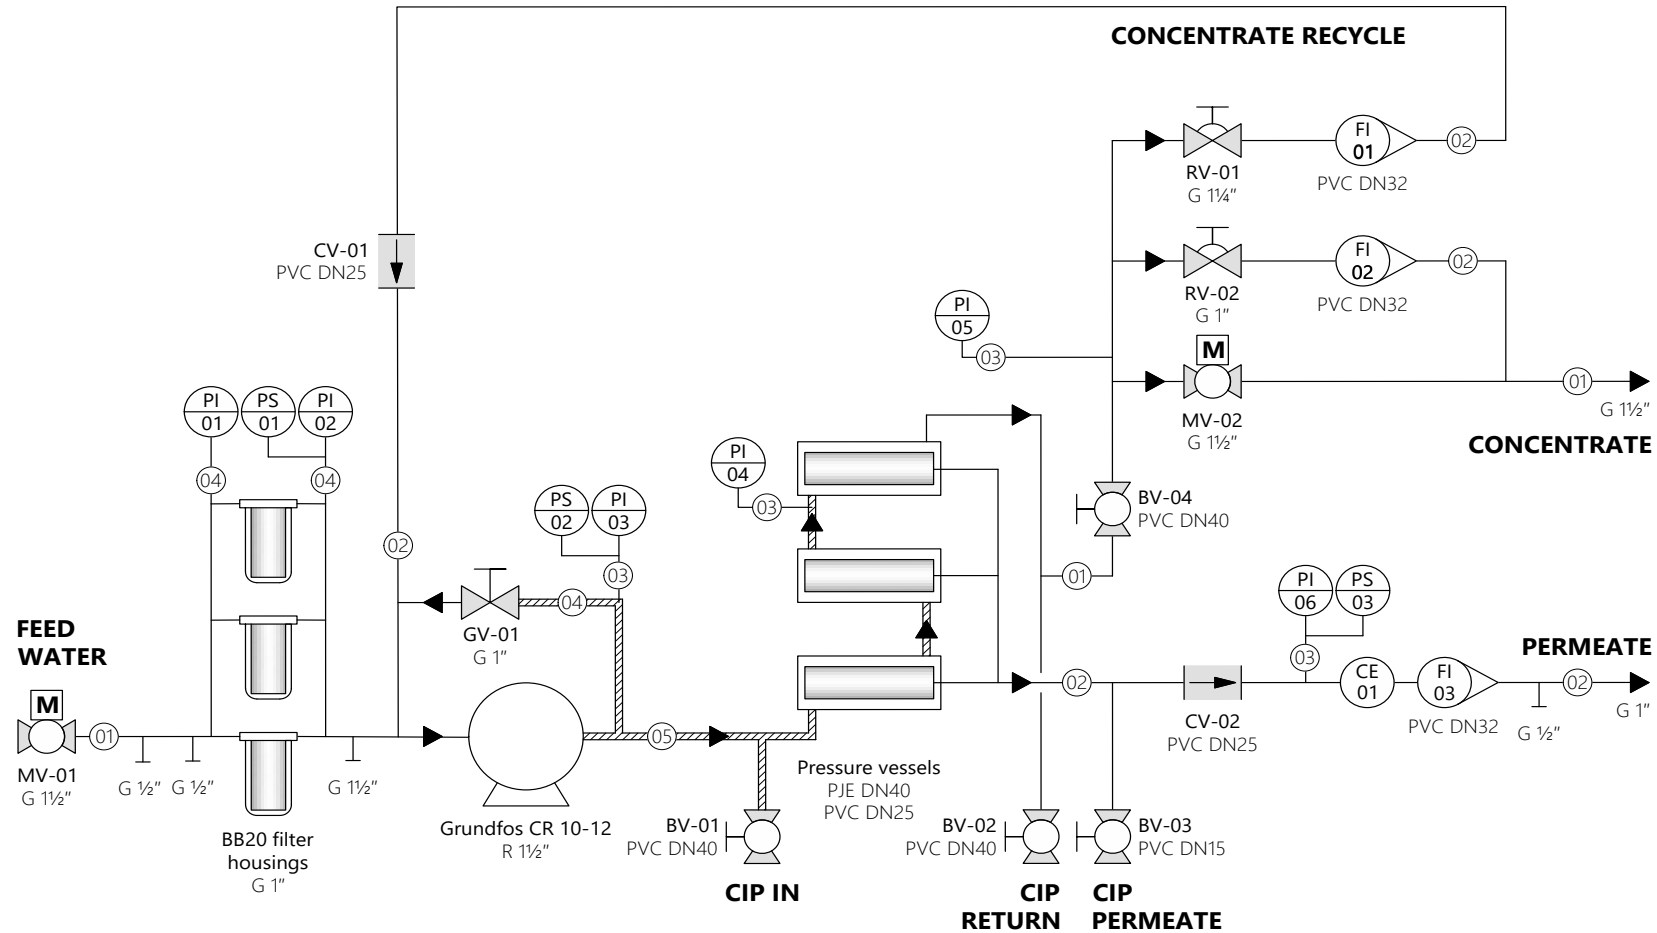 CONCENTRATE RECYCLE
FI
01
02
RV-01
G 1¼”
PVC DN32
CV-01
PVC DN25
FI
02
02
RV-02
G 1”
PVC DN32
PI
05
03
M
MV-02
G 1½”
01
G 1½”
CONCENTRATE
PI
01
PS
01
PI
02
04
04
PI
04
03
BV-04
PVC DN40
PS
02
PI
03
02
03
01
04
GV-01
G 1”
PI
06
PS
03
03
FEED
WATER
PERMEATE
M
01
MV-01
G 1½”
G ½”
G ½”
G 1½”
05
02
CV-02
PVC DN25
CE
01
FI
03
PVC DN32
G ½”
02
G 1”
Pressure vessels
PJE DN40
PVC DN25
BB20 filter
housings
G 1”
Grundfos CR 10-12
R 1½”
BV-01
PVC DN40
BV-02
PVC DN40
BV-03
PVC DN15
CIP IN
CIP
RETURN
CIP
PERMEATE